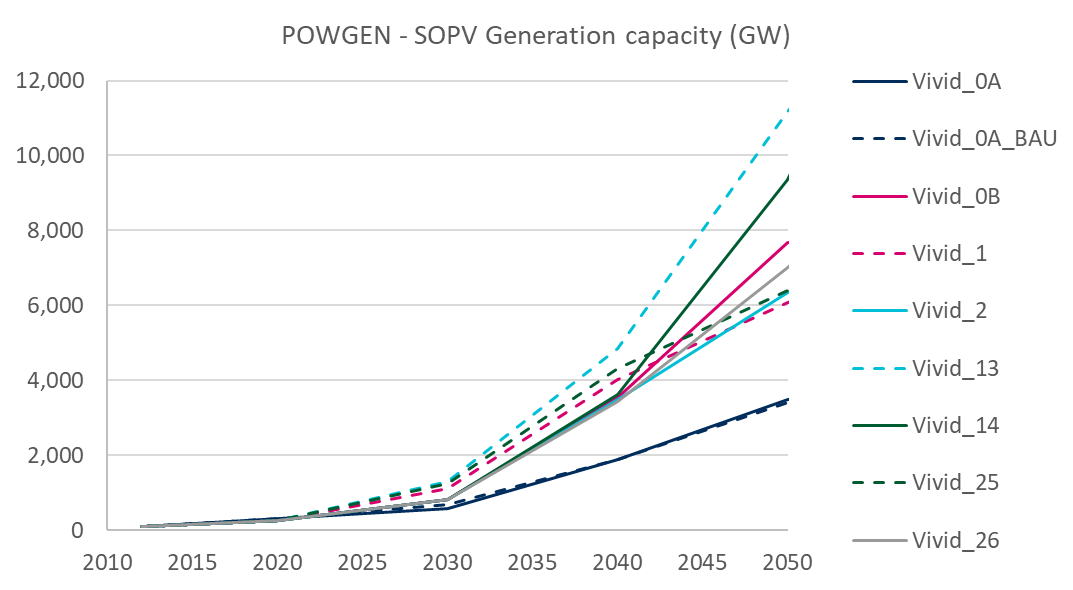 POWGEN - SOPV Generation capacity (GW)
12,000
10,000
8,000
6,000
4,000
2,000
0
2010 2015 2020 2025 2030 2035 2040 2045 2050
Vivid_0A
Vivid_0A_BAU
Vivid_0B
Vivid_1
Vivid_2
Vivid_13
Vivid_14
Vivid_25
Vivid_26